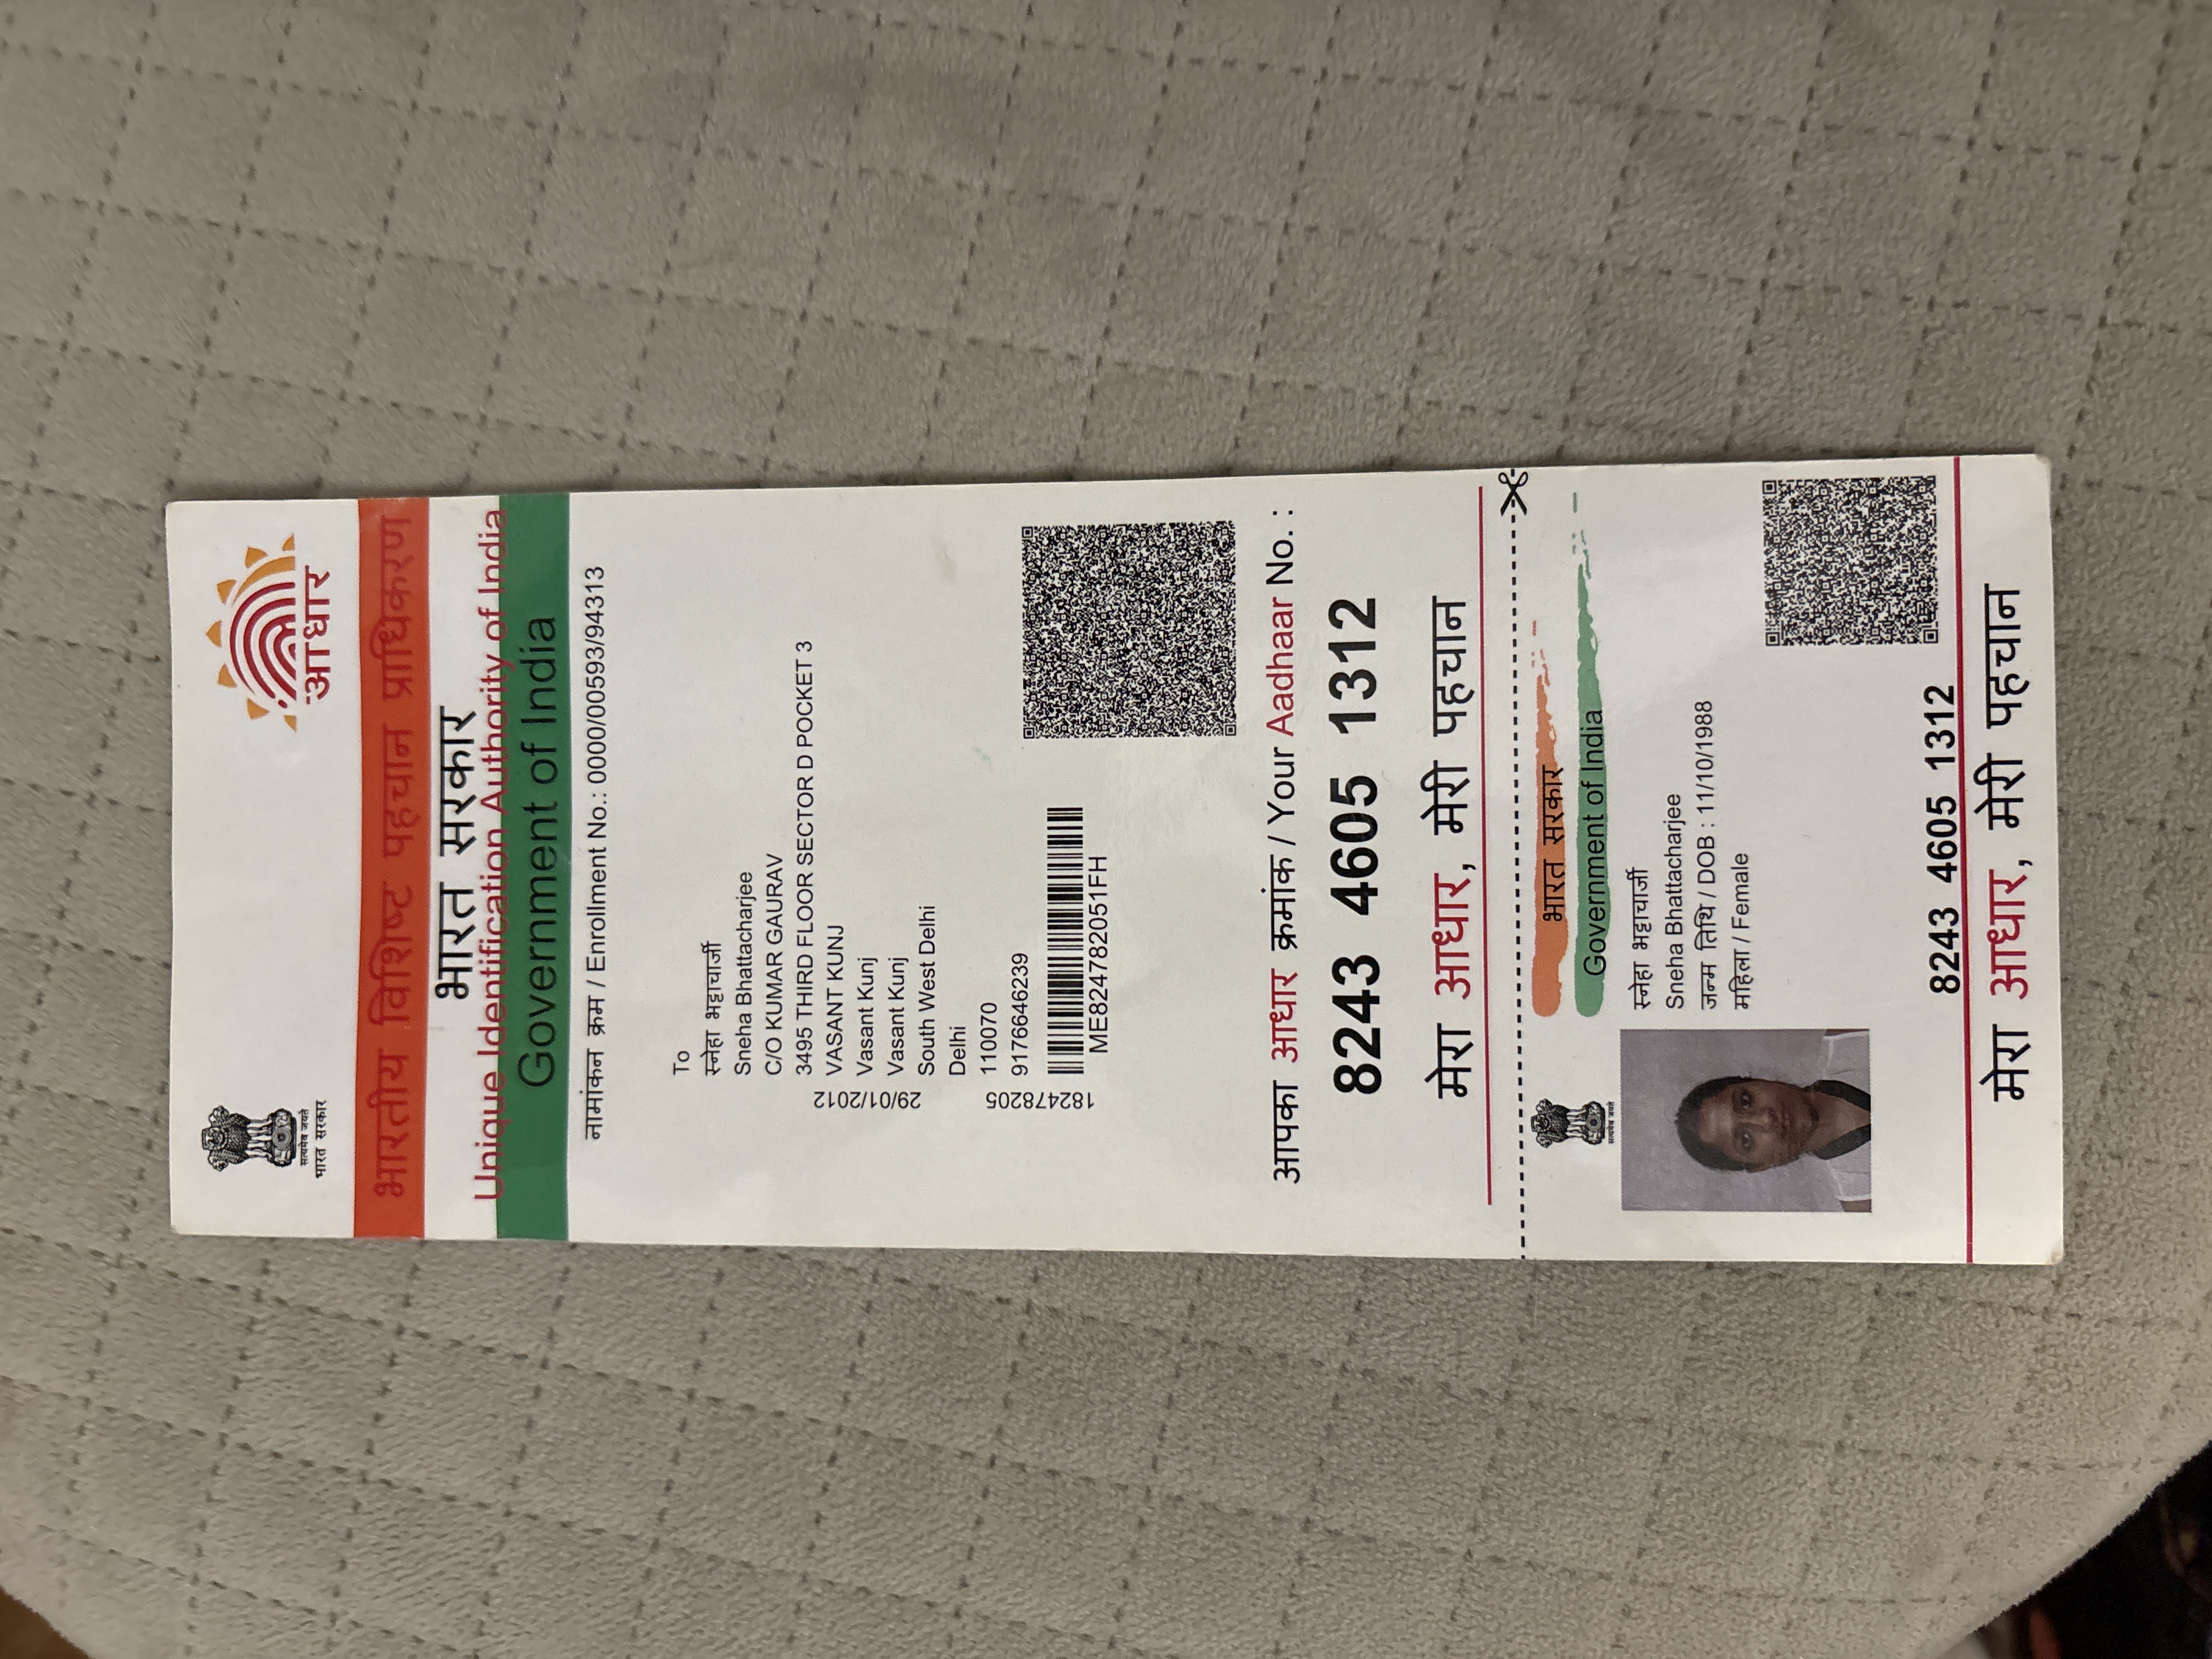 सत्यमेव जयते
भारत सरकार
आधार
भारतीय विशिष्ट पहचान प्राधिकरण
भारत सरकार
Unique Identification Authority of India
Government of India
नामांकन क्रम / Enrollment No.: 0000/00593/94313
To
स्नेहा भट्टाचार्जी
Sneha Bhattacharjee
C/O KUMAR GAURAV
3495 THIRD FLOOR SECTOR D POCKET 3
VASANT KUNJ
Vasant Kunj
Vasant Kunj
South West Delhi
Delhi
110070
9176646239
29/01/2012
182478205
ME824782051FH
आपका आधार क्रमांक / Your Aadhaar No. :
8243 4605 1312
मेरा आधार, मेरी पहचान
सत्यमेव जयते
भारत सरकार
Government of India
स्नेहा भट्टाचार्जी
Sneha Bhattacharjee
जन्म तिथि / DOB : 11/10/1988
महिला / Female
8243 4605 1312
मेरा आधार, मेरी पहचान